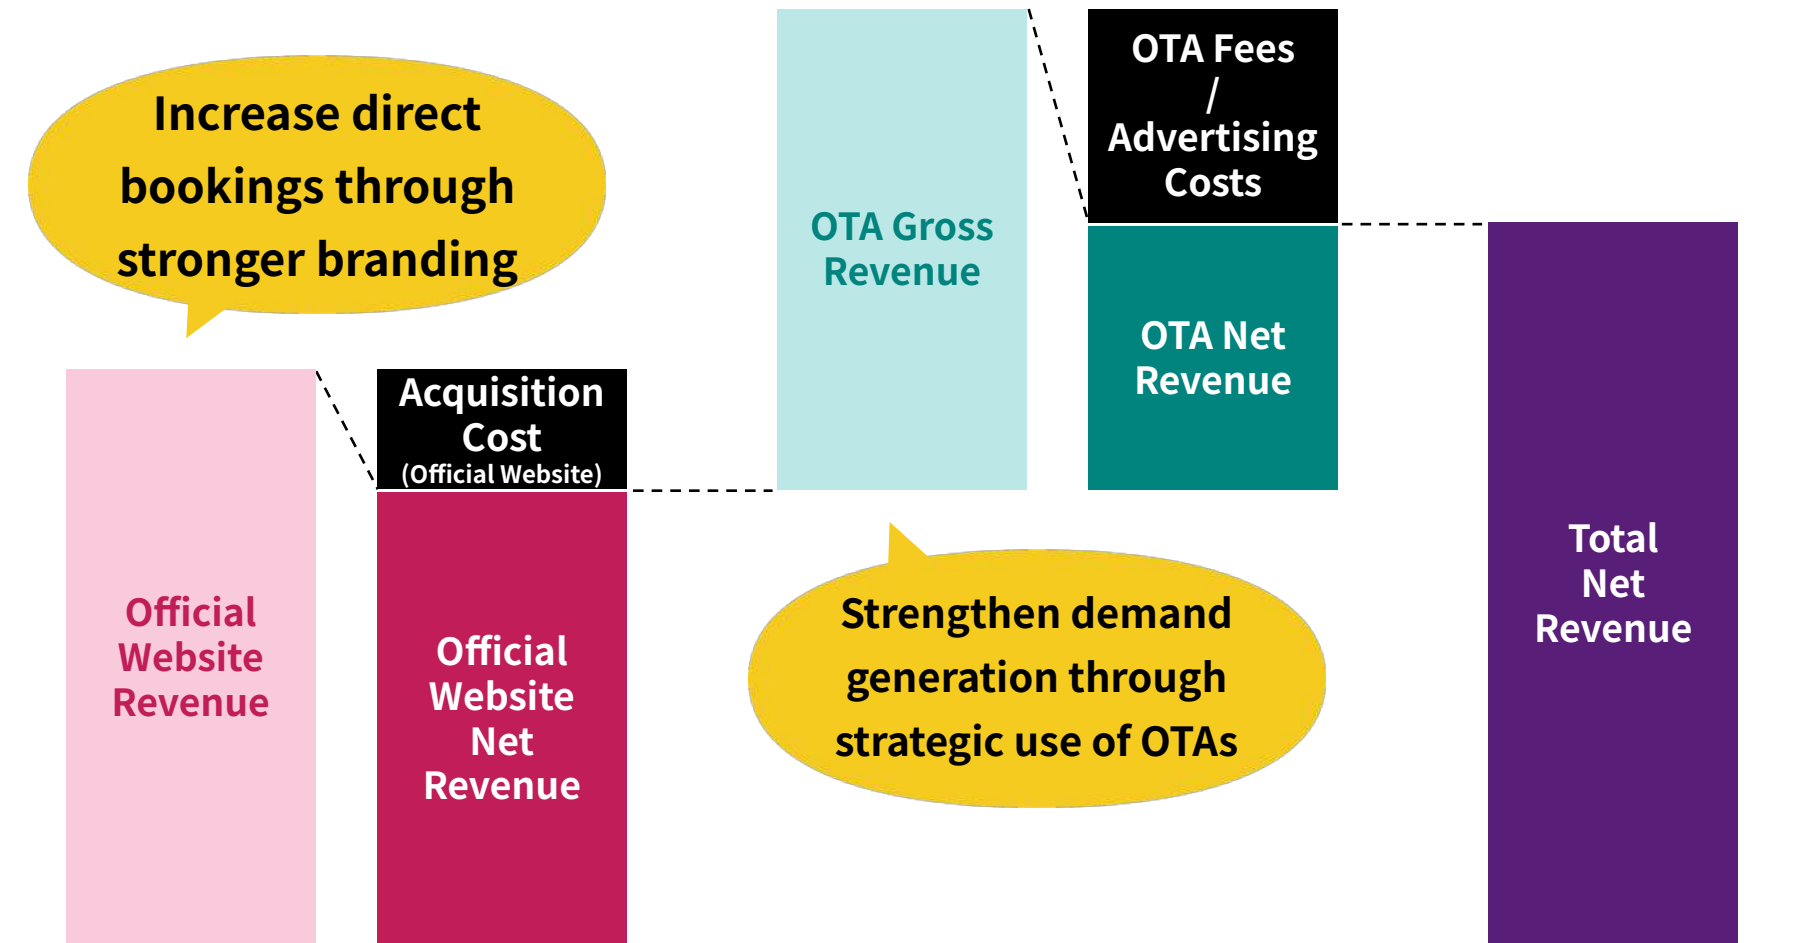 Increase direct
bookings through
stronger branding
Official
Website
Revenue
Acquisition
Cost
(Official Website)
Official
Website
Net
Revenue
OTA Gross
Revenue
OTA Fees
/
Advertising
Costs
OTA Net
Revenue
Strengthen demand
generation through
strategic use of OTAs
Total
Net
Revenue